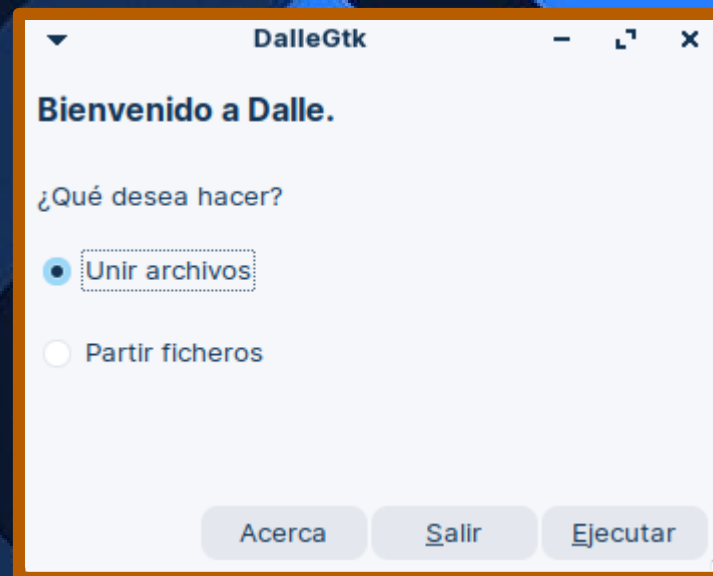 DalleGtk
Bienvenido a Dalle.
¿Qué desea hacer?
Unir archivos
Partir ficheros
Acerca Salir Ejecutar